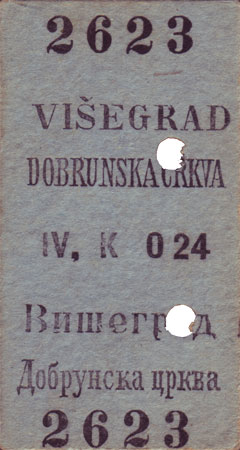 2623
VIŠEGRAD
DOBRUNSKA CRKVA
IV, K 024
Вишеград
Добрунска црква
2623